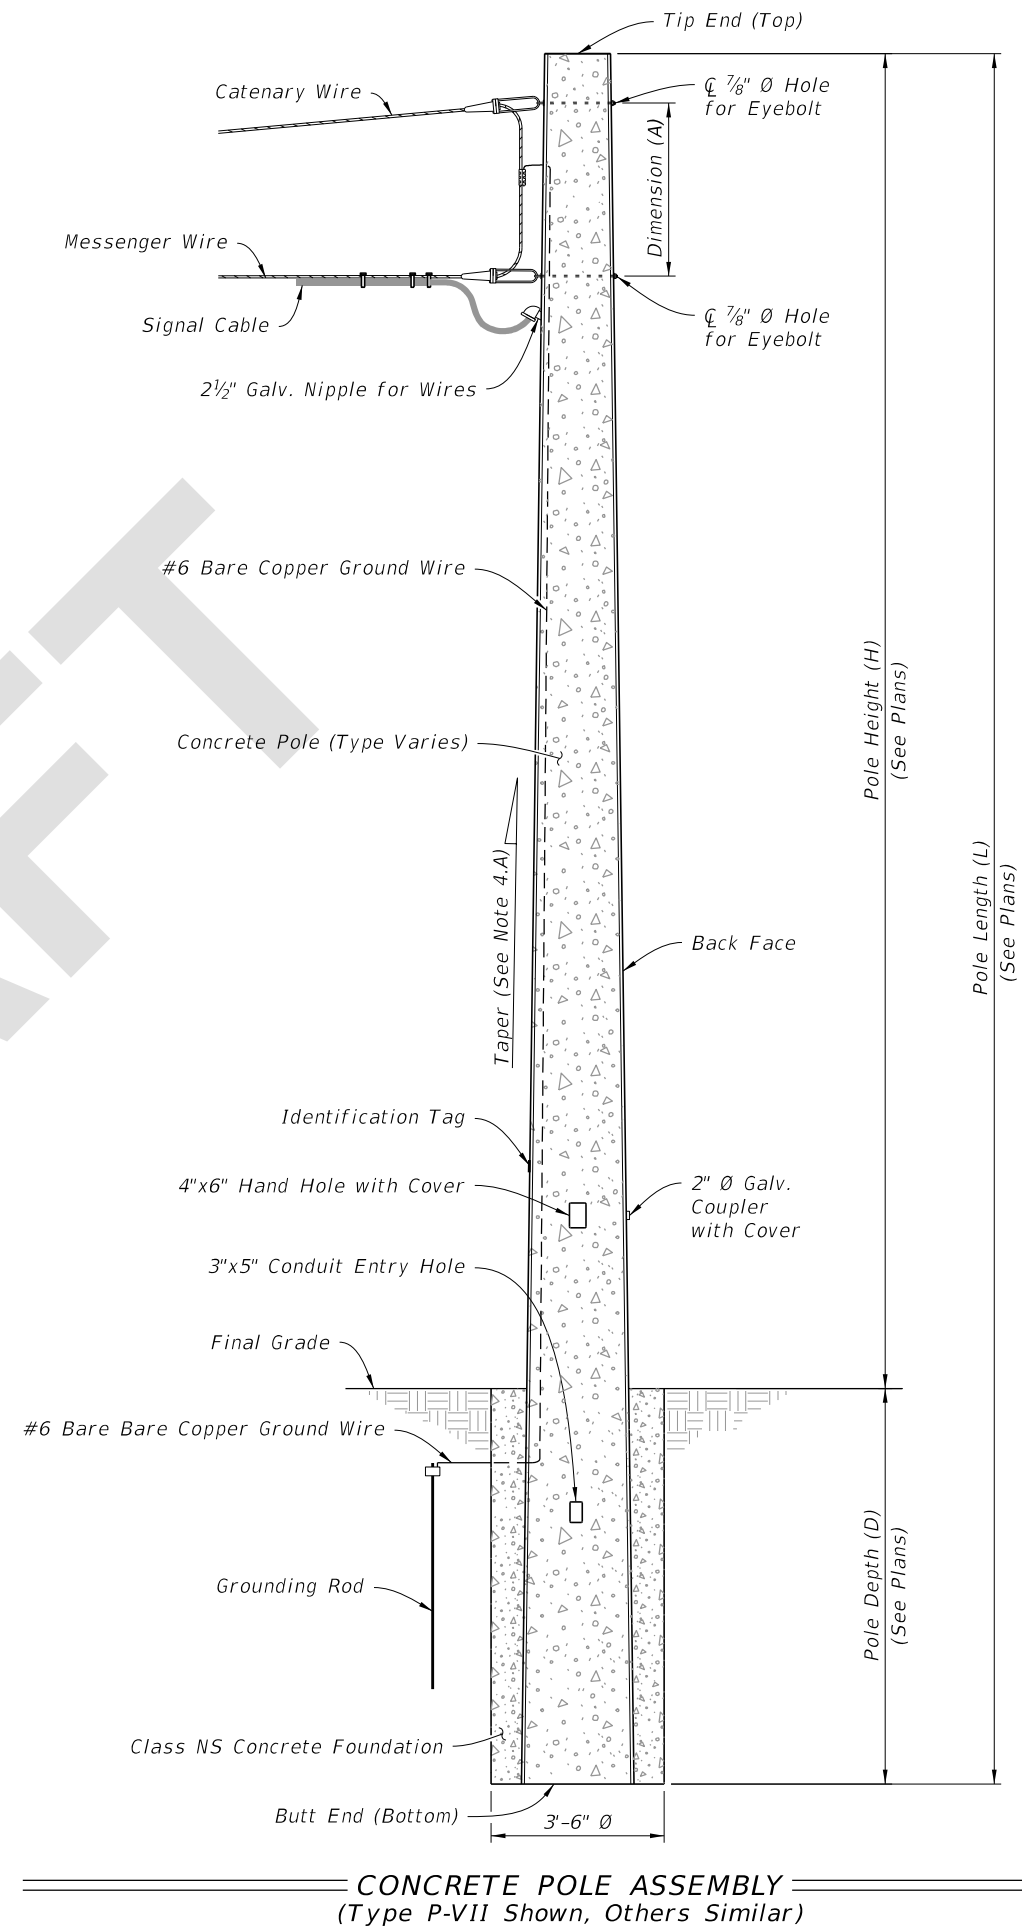 Tip End (Top)
Catenary Wire
℄ ⅞" Ø Hole
for Eyebolt
Dimension (A)
Messenger Wire
Signal Cable
℄ ⅞" Ø Hole
for Eyebolt
2½" Galv. Nipple for Wires
#6 Bare Copper Ground Wire
Pole Height (H)
(See Plans)
Concrete Pole (Type Varies)
Taper (See Note 4.A)
Pole Length (L)
(See Plans)
Back Face
Identification Tag
4"x6" Hand Hole with Cover
2" Ø Galv.
Coupler
with Cover
3"x5" Conduit Entry Hole
Final Grade
#6 Bare Bare Copper Ground Wire
Pole Depth (D)
(See Plans)
Grounding Rod
Class NS Concrete Foundation
Butt End (Bottom)
3'-6" Ø
CONCRETE POLE ASSEMBLY
(Type P-VII Shown, Others Similar)